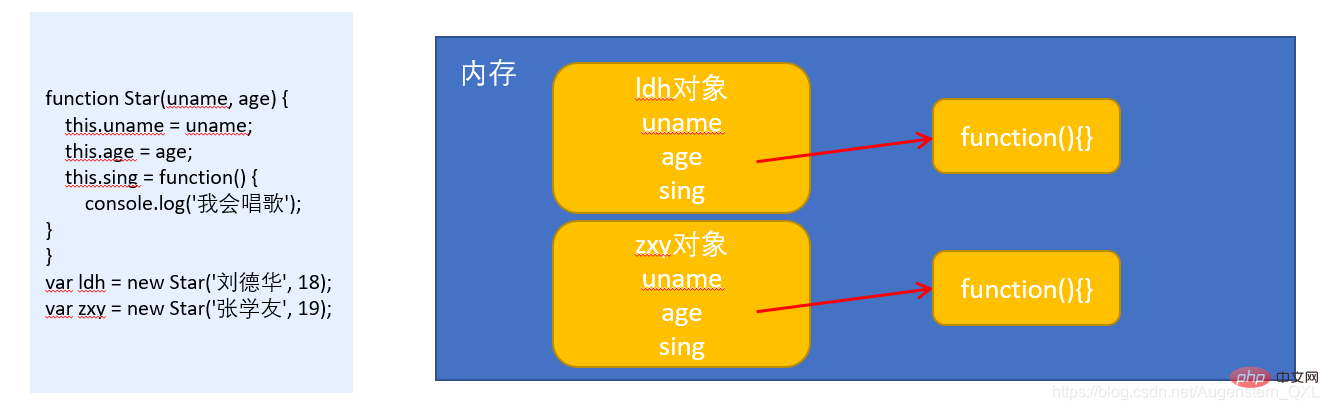 function Star(uname, age) {
this.uname = uname;
this.age = age;
this.sing = function() {
console.log('我会唱歌');
}
}
var ldh = new Star('刘德华', 18);
var zxy = new Star('张学友', 19);
内存
ldh对象
uname
age
sing
function(){}
zxy对象
uname
age
sing
function(){}
php 中文网
https://blog.csdn.net/Augenstern_QXL